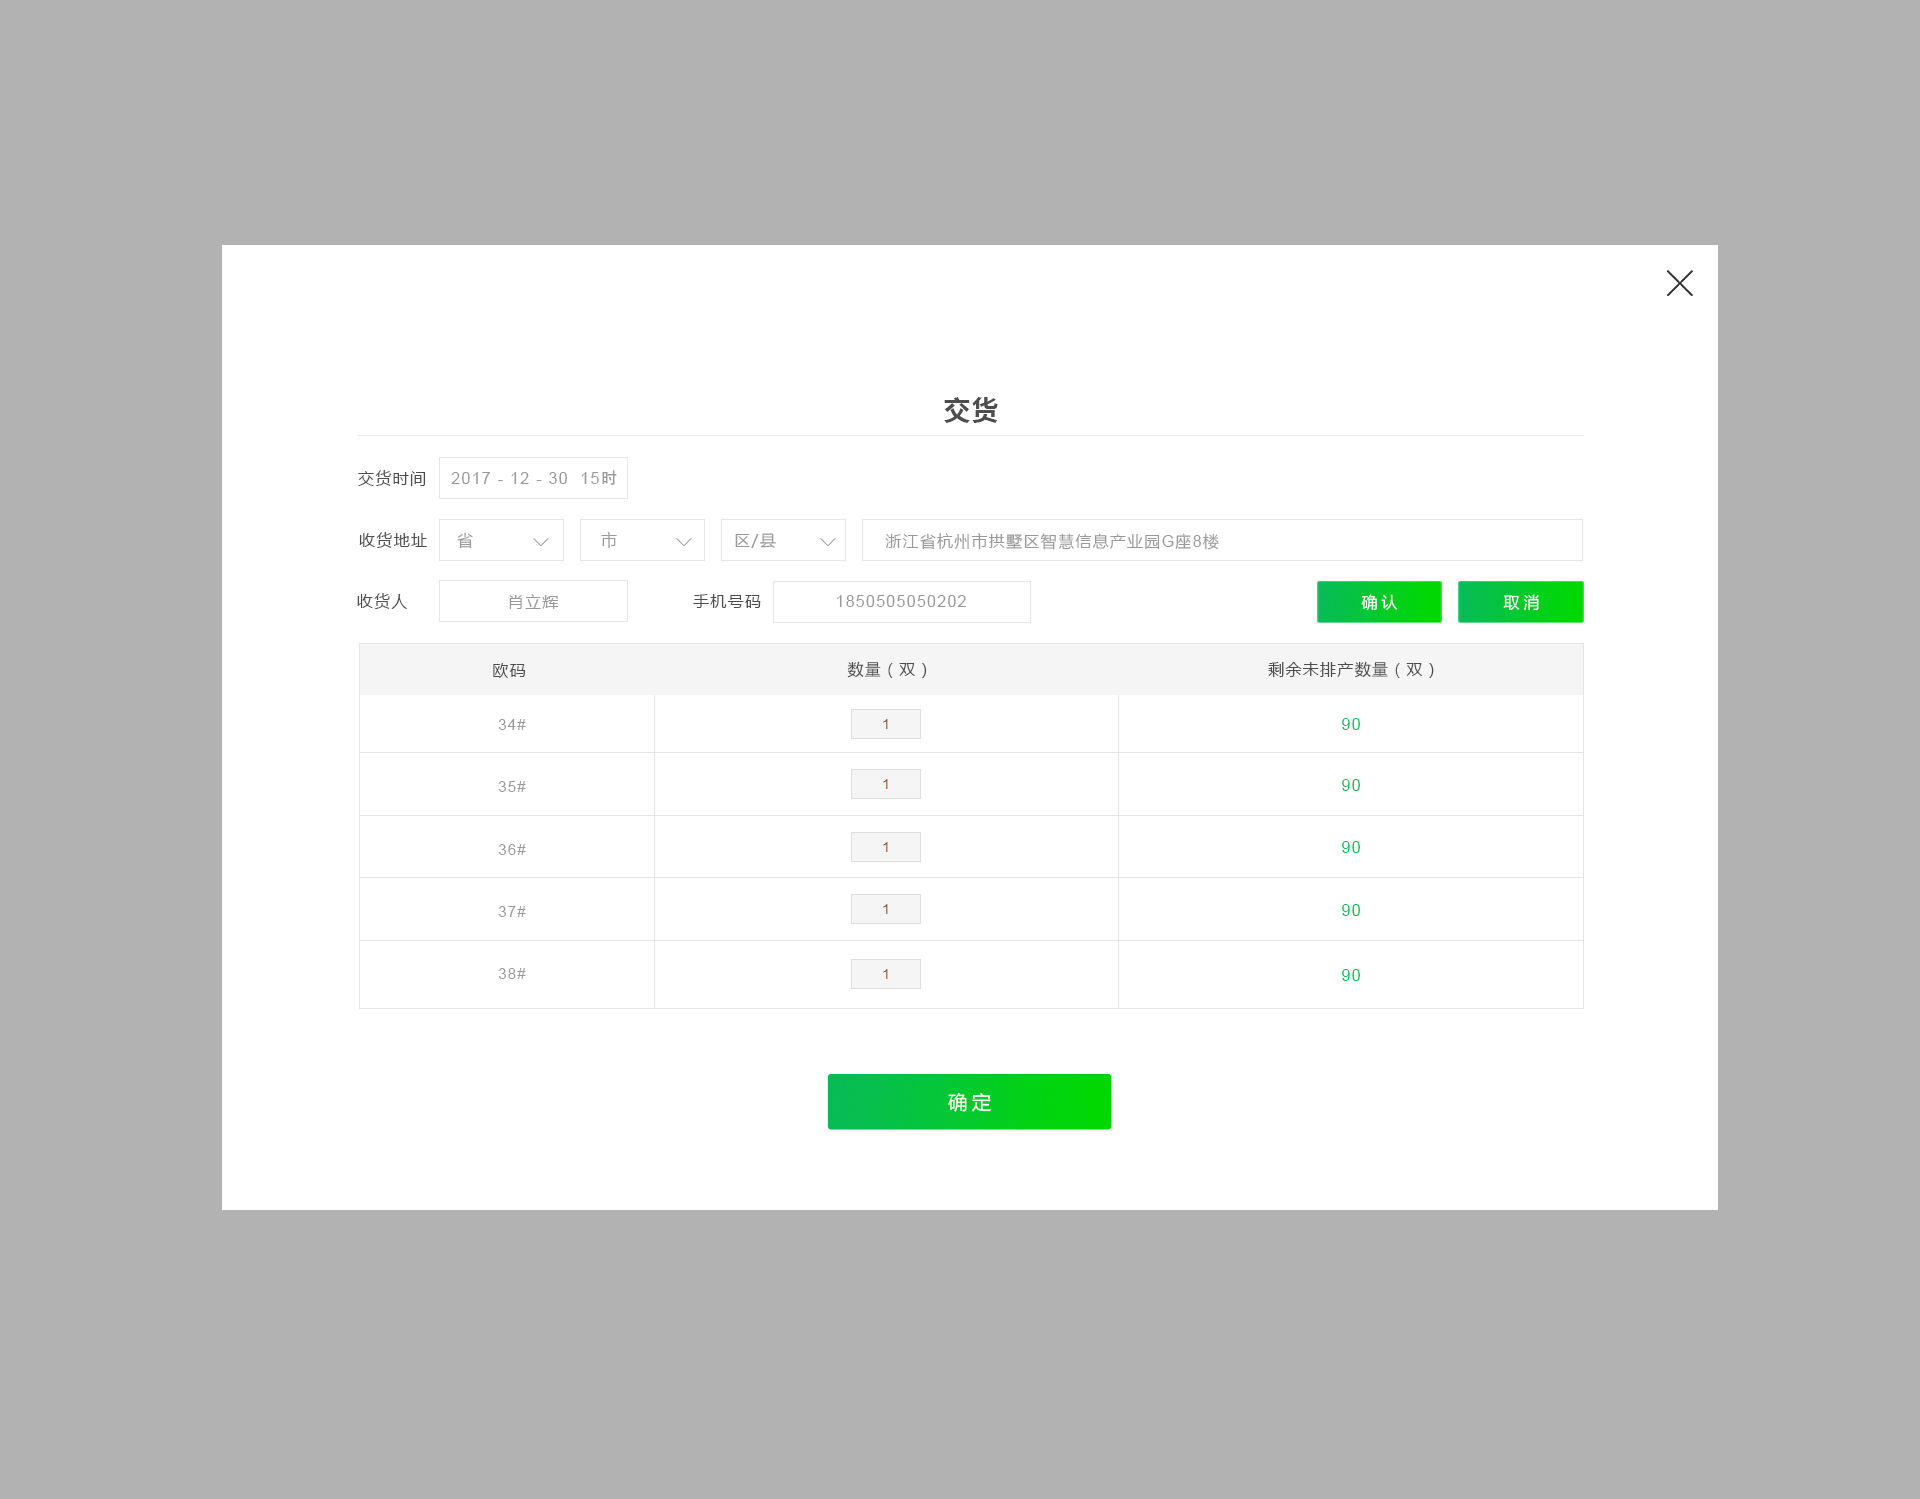 交货
交货时间 2017 - 12 - 30 15时
收货地址 省 市 区/县 浙江省杭州市拱墅区智慧信息产业园G座8楼
收货人 肖立辉 手机号码 1850505050202 确认 取消
欧码 数量（双） 剩余未排产数量（双）
34# 1 90
35# 1 90
36# 1 90
37# 1 90
38# 1 90
确定